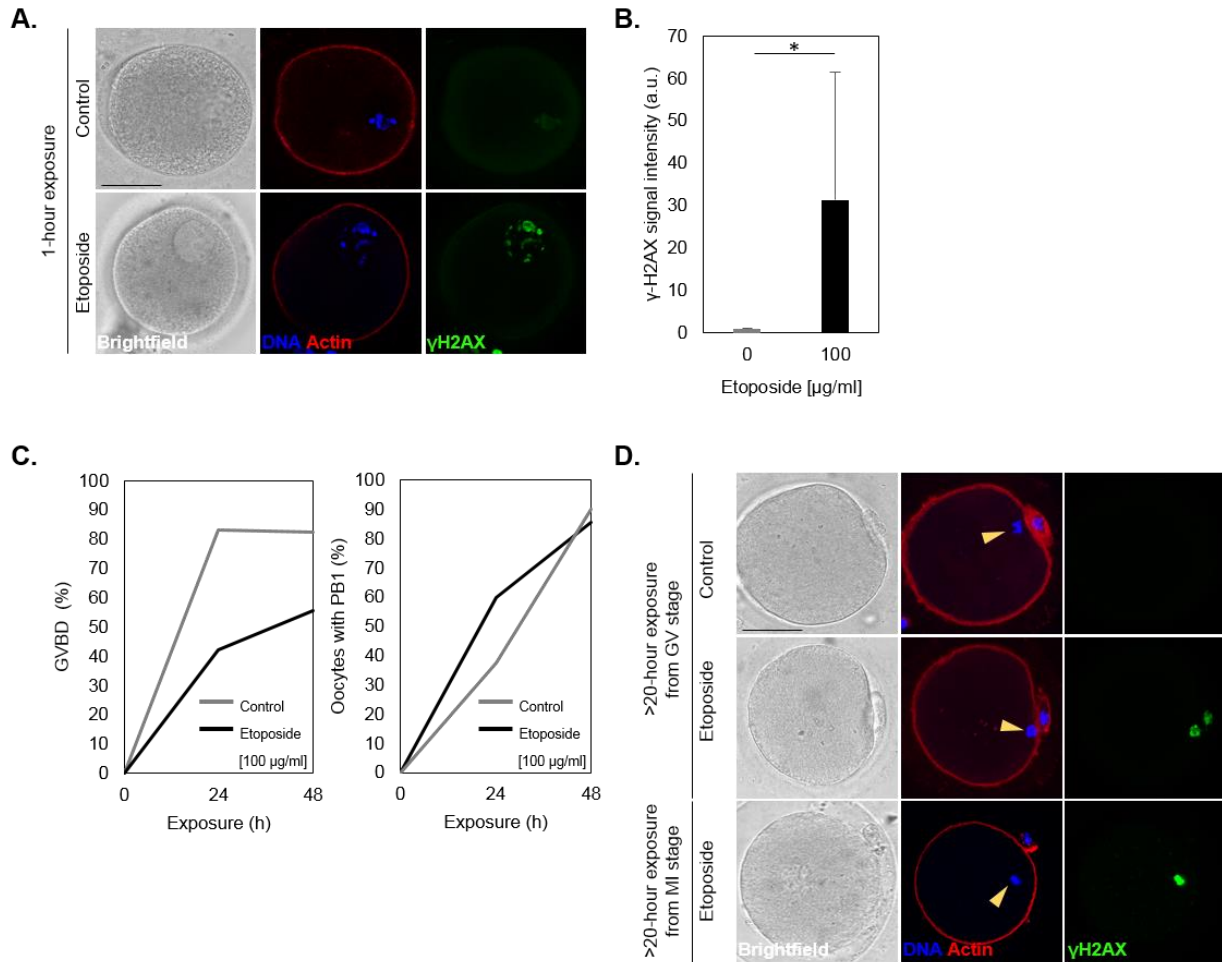 A.
1-hour exposure
Control
Etoposide
Brightfield
DNA Actin
γH2AX
B.
γ-H2AX signal intensity (a.u.)
70
60
50
40
30
20
10
0
*
0 100
Etoposide [µg/ml]
C.
GVBD (%)
100
90
80
70
60
50
40
30
20
10
0
Control
Etoposide
[100 µg/ml]
0 24 48
Exposure (h)
Oocytes with PB1 (%)
100
90
80
70
60
50
40
30
20
10
0
Control
Etoposide
[100 µg/ml]
0 24 48
Exposure (h)
D.
>20-hour exposure
from GV stage
Control
Etoposide
>20-hour exposure
from MI stage
Etoposide
Brightfield
DNA Actin
γH2AX